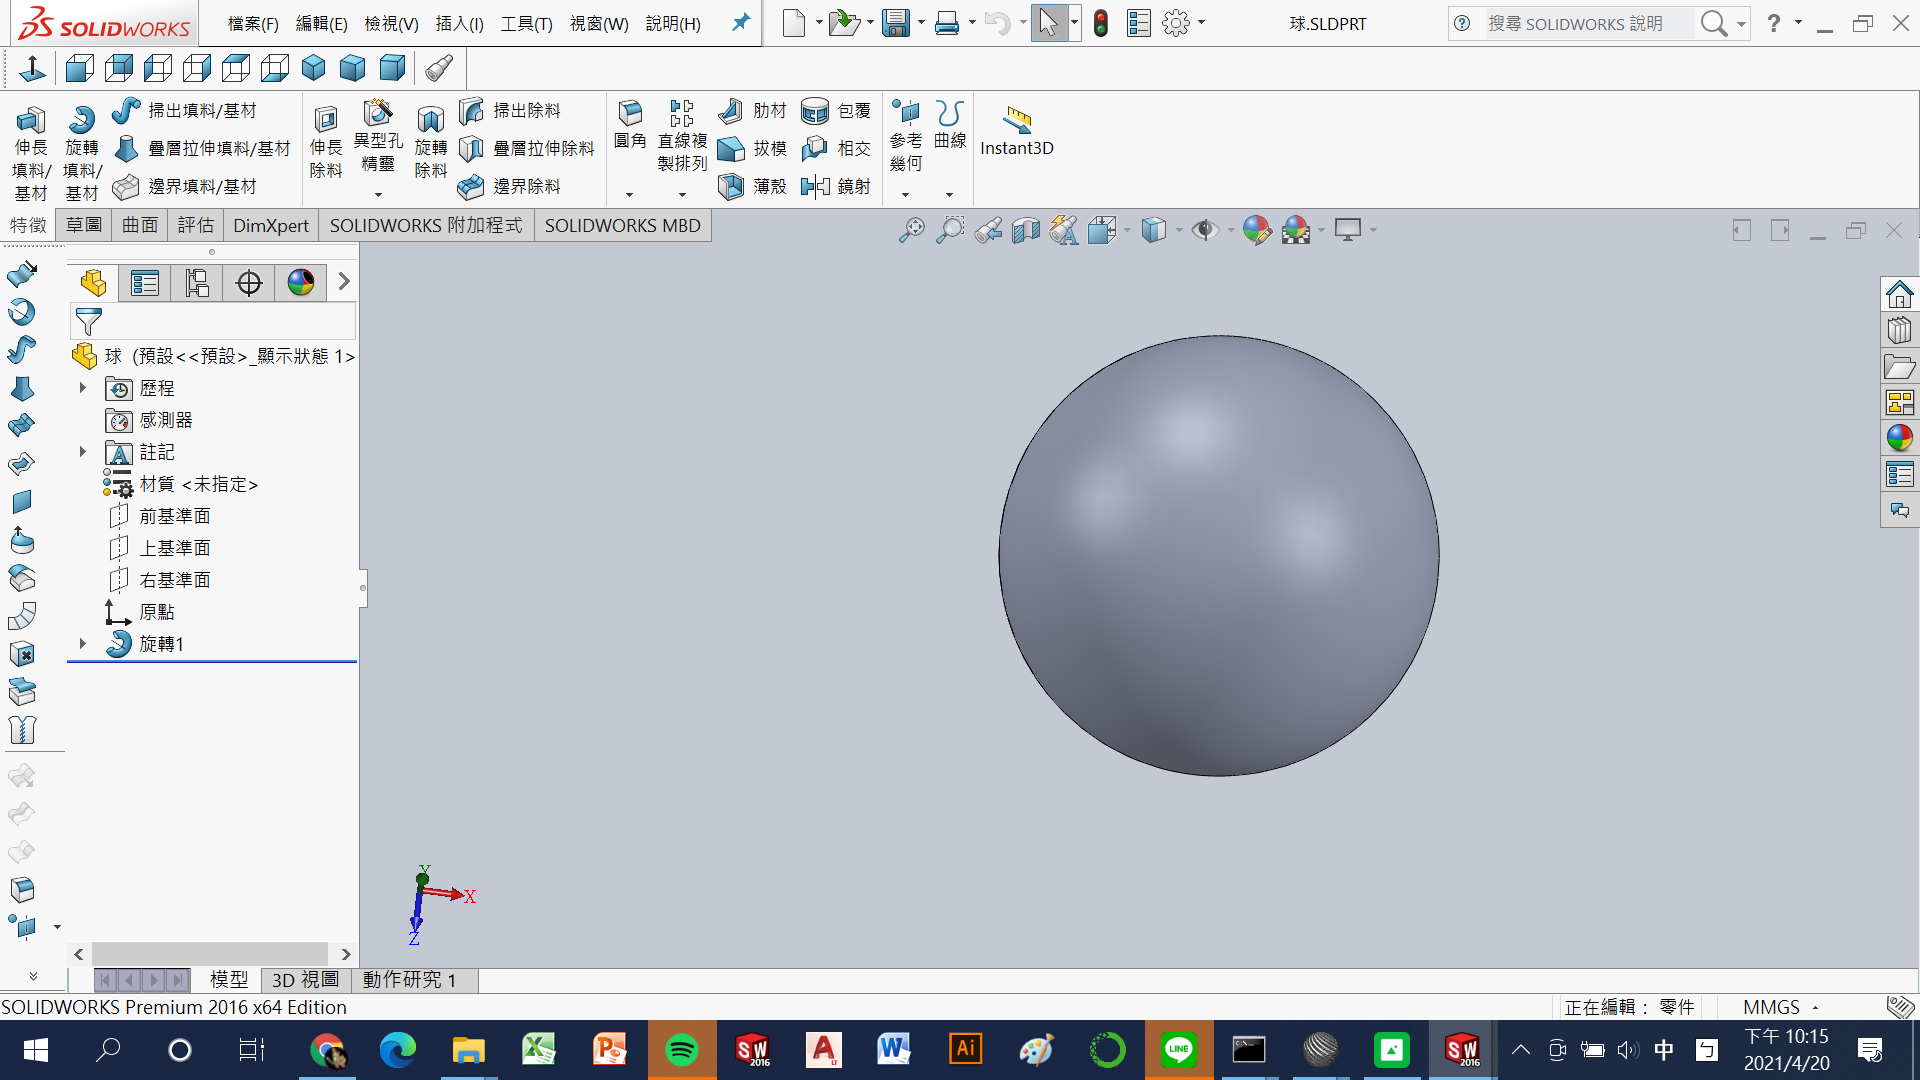 SOLIDWORKS 檔案(F) 編輯(E) 檢視(V) 插入(I) 工具(T) 視窗(W) 說明(H) 球.SLDPRT 搜尋 SOLIDWORKS 說明
伸長填料/基材
旋轉填料/基材
掃出填料/基材
疊層拉伸填料/基材
邊界填料/基材
伸長除料
異型孔精靈
旋轉除料
掃出除料
疊層拉伸除料
邊界除料
圓角
直線複製排列
肋材
拔模
薄殼
包覆
相交
鏡射
參考幾何
曲線
Instant3D
特徵 草圖 曲面 評估 DimXpert SOLIDWORKS 附加程式 SOLIDWORKS MBD
球 (預設<<預設>_顯示狀態 1>
歷程
感測器
註記
材質 <未指定>
前基準面
上基準面
右基準面
原點
旋轉1
Y
X
Z
模型 3D 視圖 動作研究 1
SOLIDWORKS Premium 2016 x64 Edition 正在編輯： 零件 MMGS
SW 2016 LINE Ai SW 2016 中 ㄅ 下午 10:15
2021/4/20